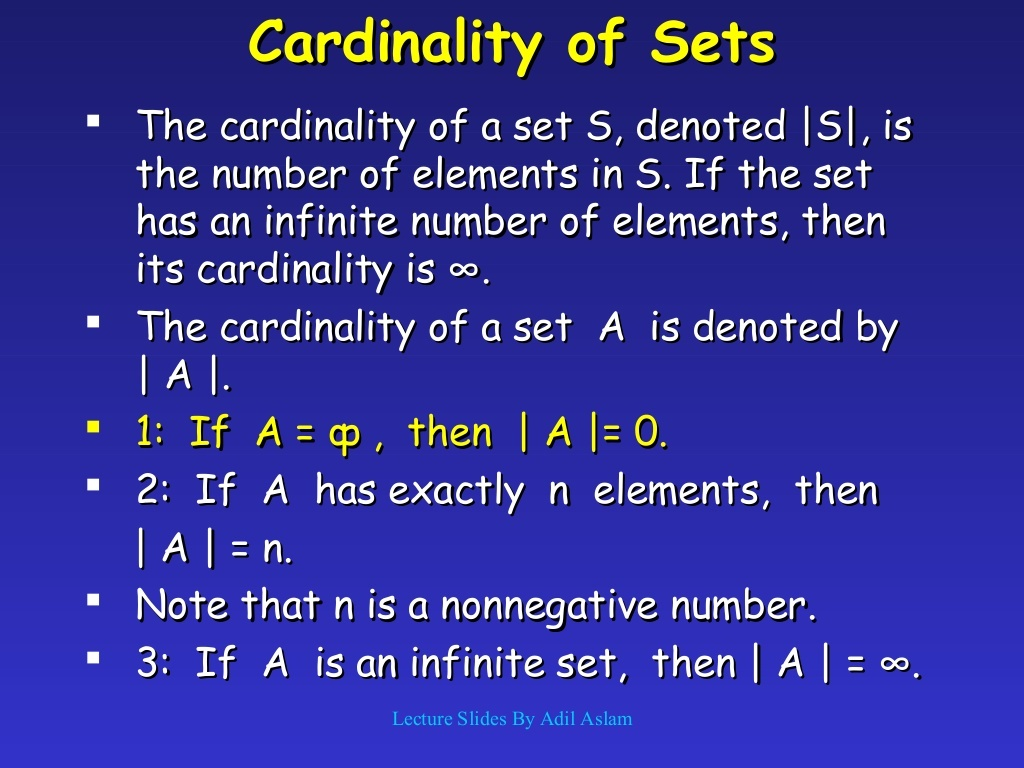 Cardinality of Sets
▪ The cardinality of a set S, denoted |S|, is
the number of elements in S. If the set
has an infinite number of elements, then
its cardinality is ∞.
▪ The cardinality of a set A is denoted by
| A |.
▪ 1: If A = φ , then | A |= 0.
▪ 2: If A has exactly n elements, then
| A | = n.
▪ Note that n is a nonnegative number.
▪ 3: If A is an infinite set, then | A | = ∞.
Lecture Slides By Adil Aslam